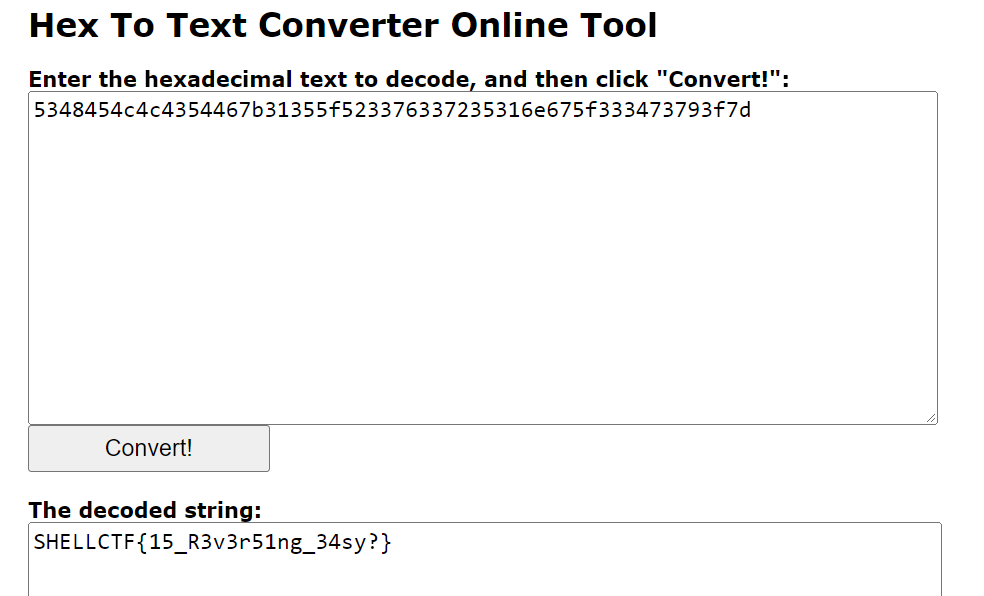 Hex To Text Converter Online Tool
Enter the hexadecimal text to decode, and then click "Convert!":
5348454c4c4354467b31355f523376337235316e675f333473793f7d
Convert!
The decoded string:
SHELLCTF{15_R3v3r51ng_34sy?}